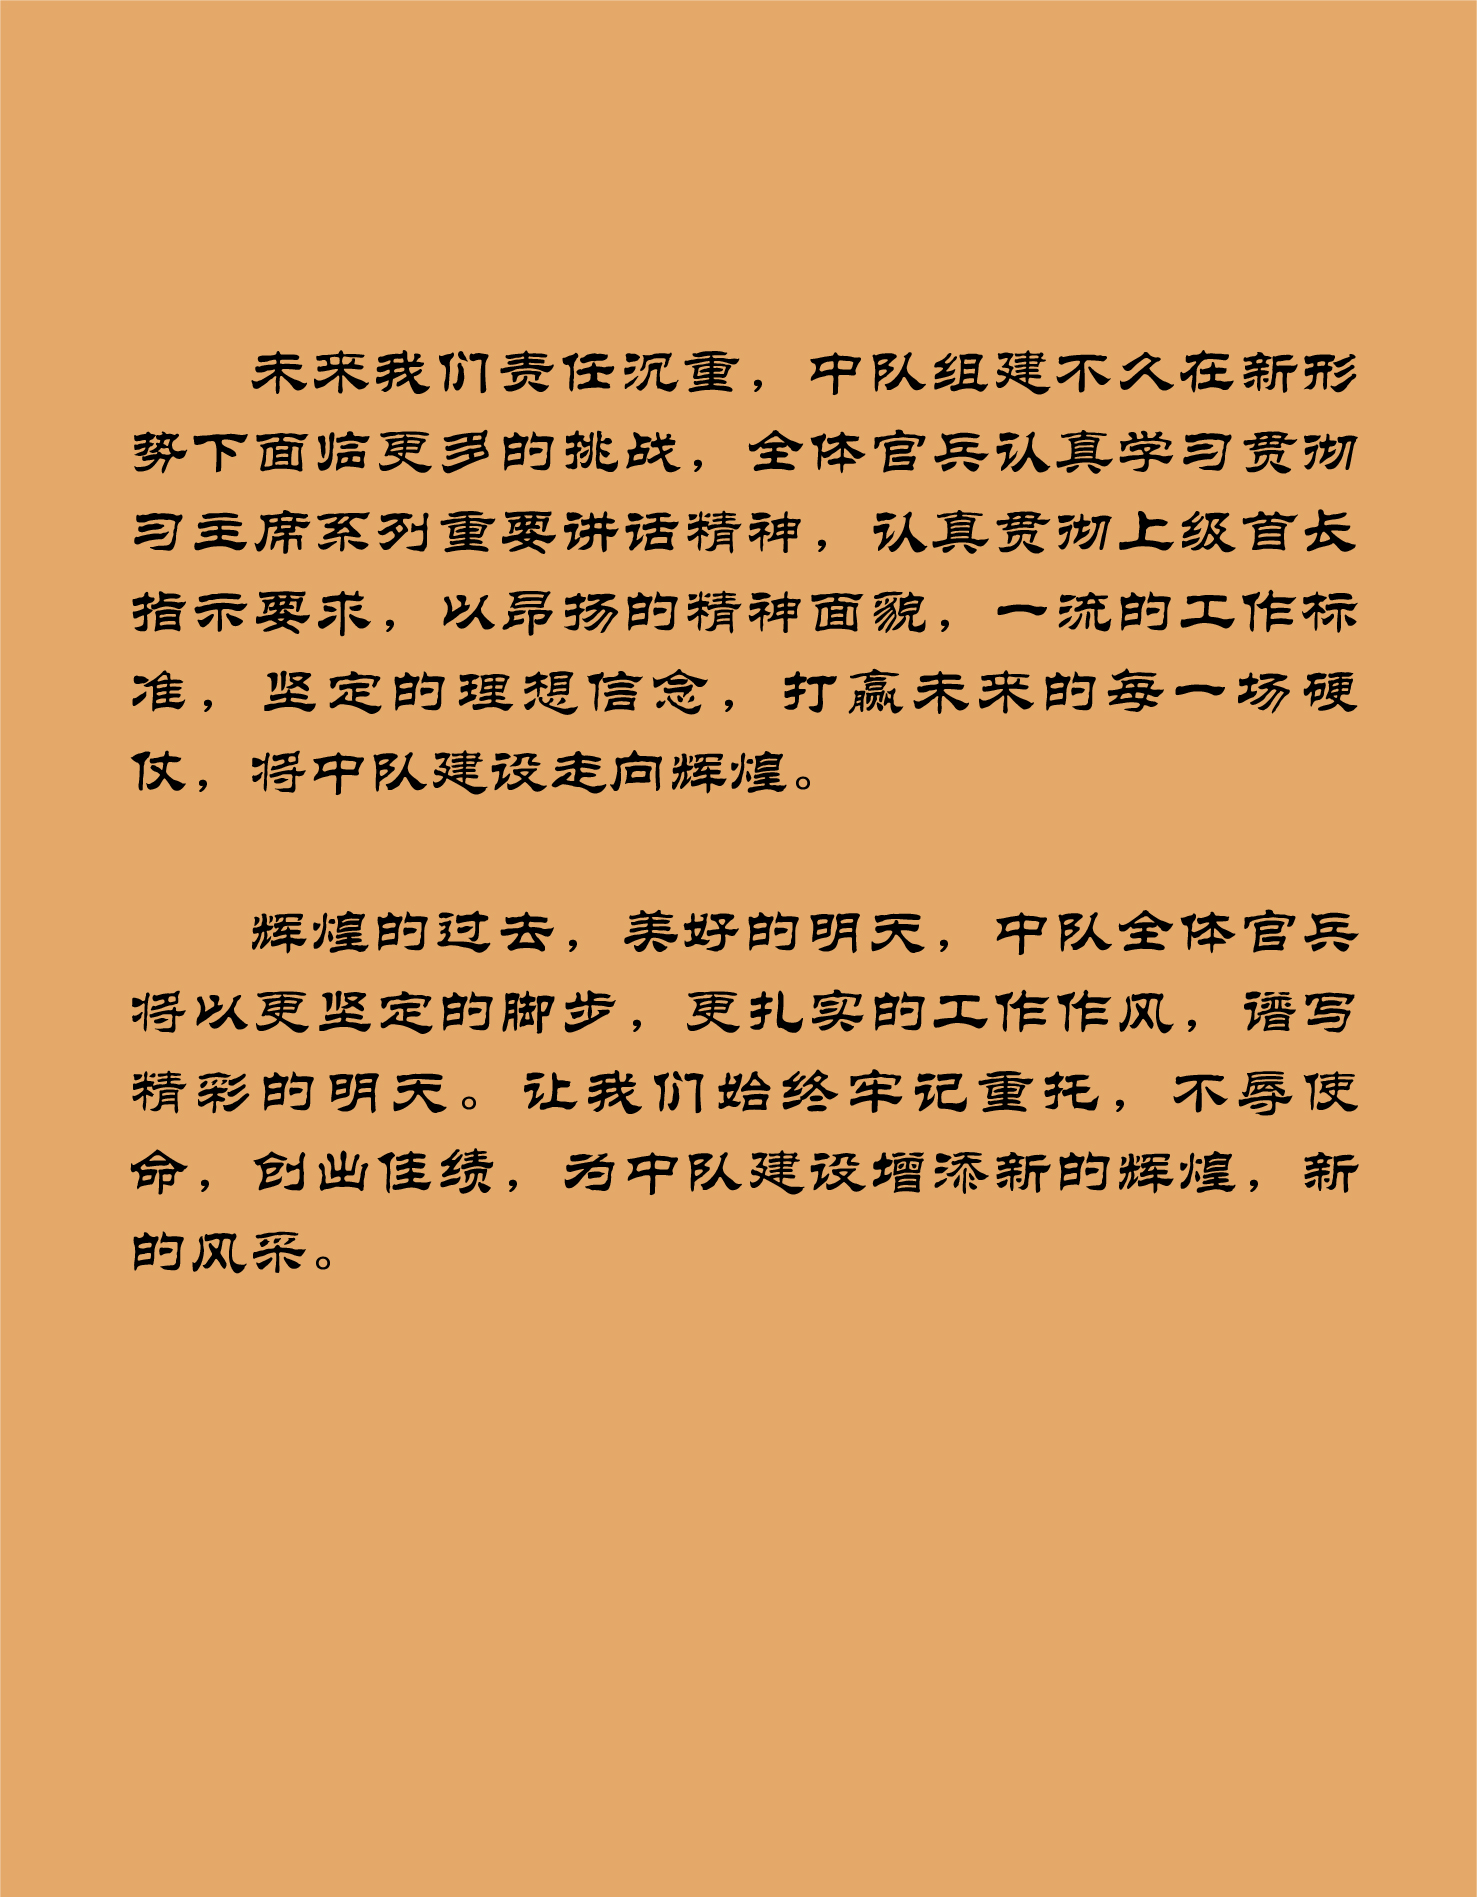 未来我们责任沉重，中队组建不久在新形
势下面临更多的挑战，全体官兵认真学习贯彻
习主席系列重要讲话精神，认真贯彻上级首长
指示要求，以昂扬的精神面貌，一流的工作标
准，坚定的理想信念，打赢未来的每一场硬
仗，将中队建设走向辉煌。
辉煌的过去，美好的明天，中队全体官兵
将以更坚定的脚步，更扎实的工作作风，谱写
精彩的明天。让我们始终牢记重托，不辱使
命，创出佳绩，为中队建设增添新的辉煌，新
的风采。